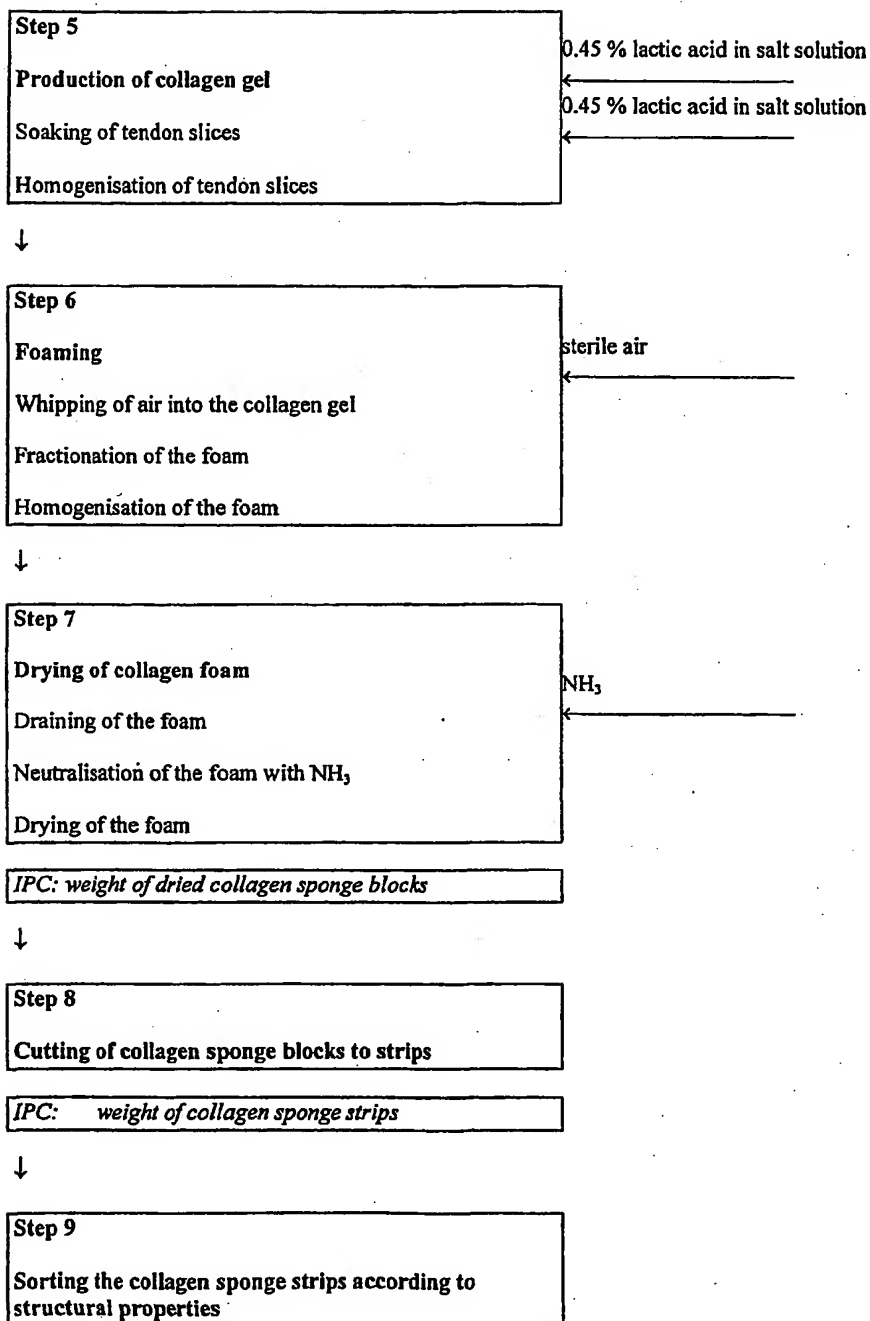 Step 5
0.45 % lactic acid in salt solution
Production of collagen gel
0.45 % lactic acid in salt solution
Soaking of tendon slices
Homogenisation of tendon slices
↓
Step 6
Foaming
sterile air
Whipping of air into the collagen gel
Fractionation of the foam
Homogenisation of the foam
↓
Step 7
Drying of collagen foam
NH₃
Draining of the foam
Neutralisation of the foam with NH₃
Drying of the foam
IPC: weight of dried collagen sponge blocks
↓
Step 8
Cutting of collagen sponge blocks to strips
IPC: weight of collagen sponge strips
↓
Step 9
Sorting the collagen sponge strips according to
structural properties